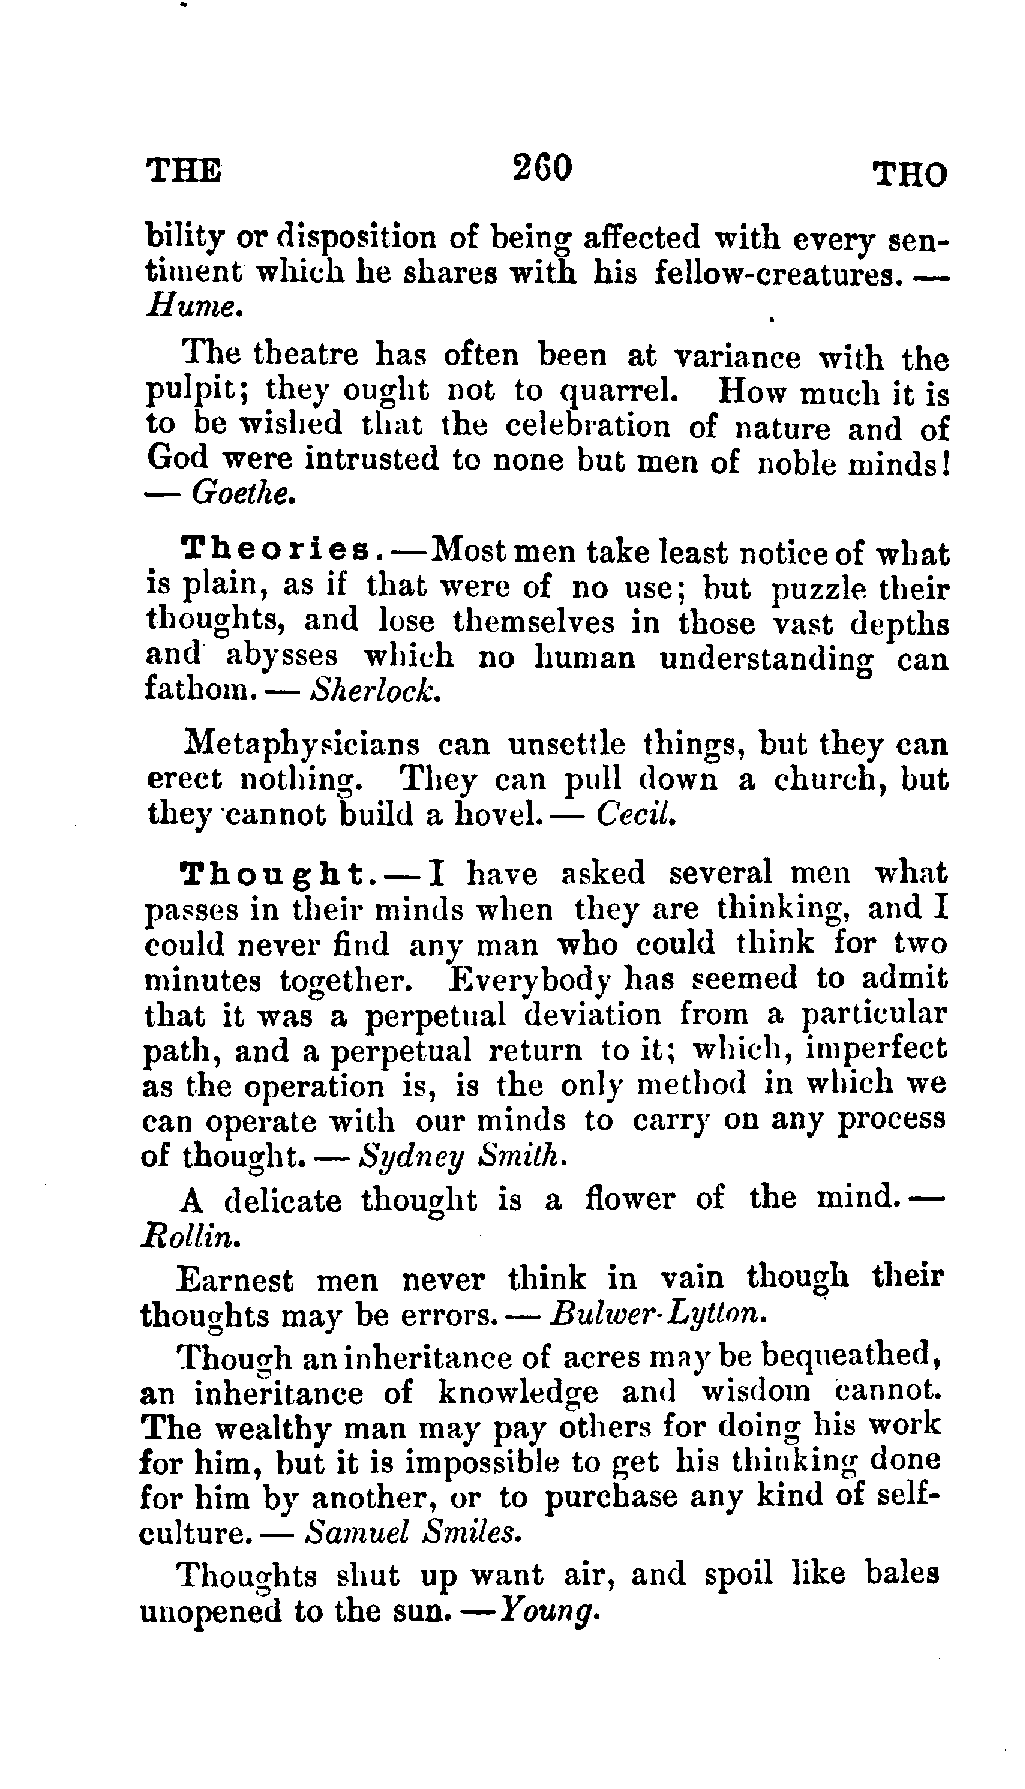 THE 260 THO
bility or disposition of being affected with every sen-
timent which he shares with his fellow-creatures. —
Hume.
The theatre has often been at variance with the
pulpit; they ought not to quarrel. How much it is
to be wished that the celebration of nature and of
God were intrusted to none but men of noble minds!
— Goethe.
Theories.—Most men take least notice of what
is plain, as if that were of no use; but puzzle their
thoughts, and lose themselves in those vast depths
and abysses which no human understanding can
fathom. — Sherlock.
Metaphysicians can unsettle things, but they can
erect nothing. They can pull down a church, but
they cannot build a hovel. — Cecil.
Thought.—I have asked several men what
passes in their minds when they are thinking, and I
could never find any man who could think for two
minutes together. Everybody has seemed to admit
that it was a perpetual deviation from a particular
path, and a perpetual return to it; which, imperfect
as the operation is, is the only method in which we
can operate with our minds to carry on any process
of thought. — Sydney Smith.
A delicate thought is a flower of the mind. —
Rollin.
Earnest men never think in vain though their
thoughts may be errors. — Bulwer-Lytton.
Though an inheritance of acres may be bequeathed,
an inheritance of knowledge and wisdom cannot.
The wealthy man may pay others for doing his work
for him, but it is impossible to get his thinking done
for him by another, or to purchase any kind of self-
culture. — Samuel Smiles.
Thoughts shut up want air, and spoil like bales
unopened to the sun. —Young.